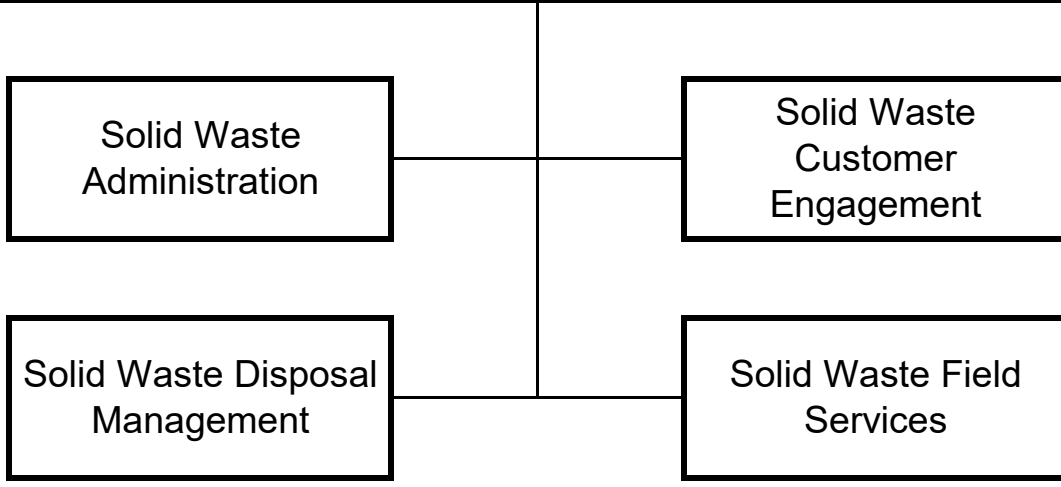 Solid Waste
Administration
Solid Waste
Customer
Engagement
Solid Waste Disposal
Management
Solid Waste Field
Services